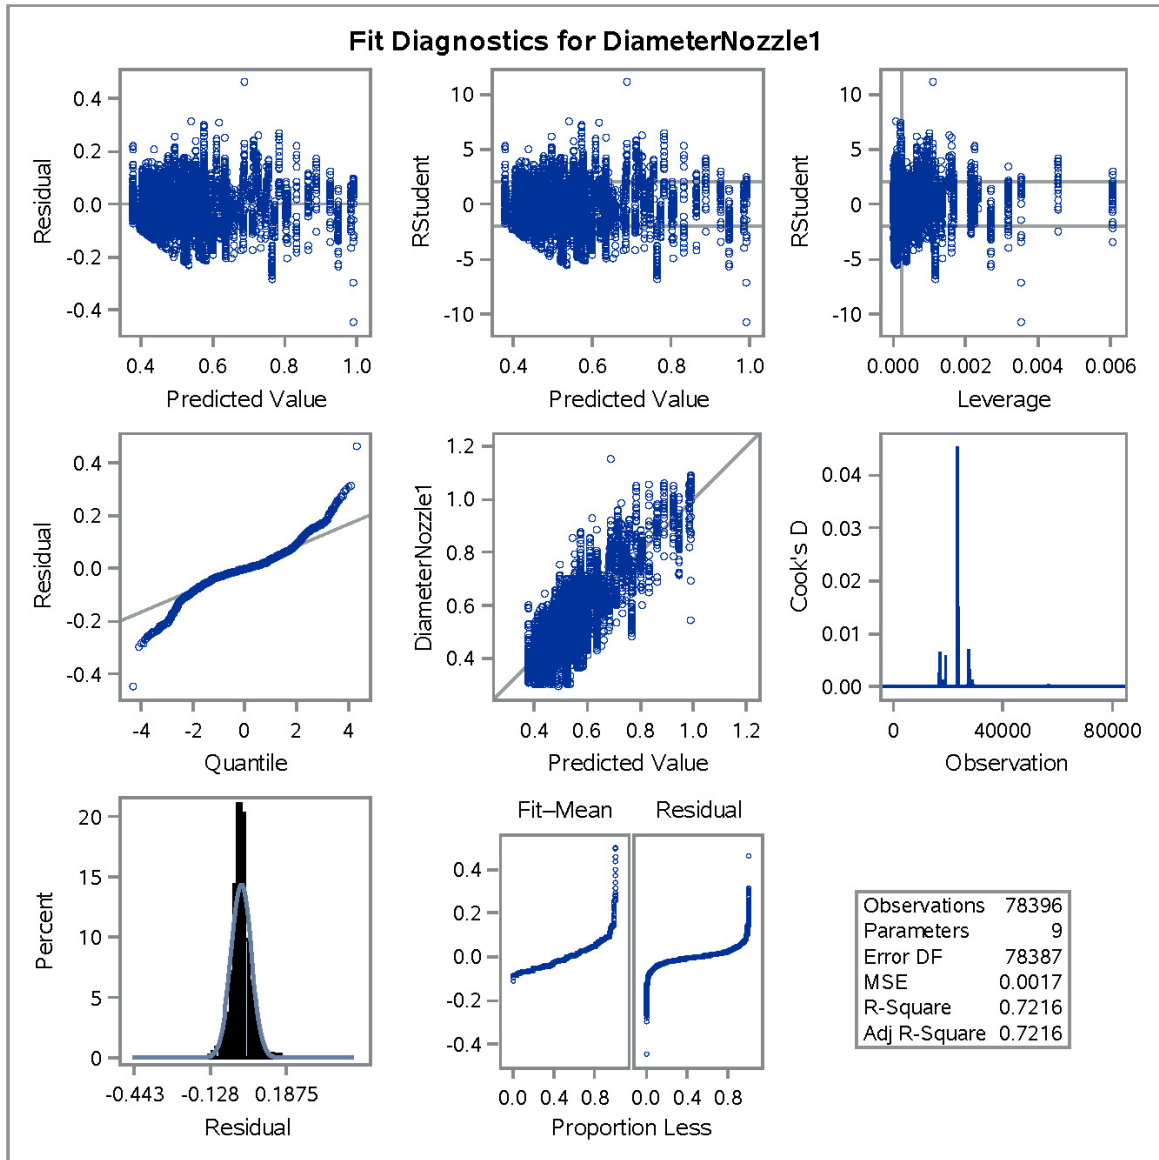 Fit Diagnostics for DiameterNozzle1
Residual
0.4
0.2
0.0
-0.2
-0.4
0.4 0.6 0.8 1.0
Predicted Value
RStudent
10
5
0
-5
-10
0.4 0.6 0.8 1.0
Predicted Value
RStudent
10
5
0
-5
-10
0.000 0.002 0.004 0.006
Leverage
Residual
0.4
0.2
0.0
-0.2
-0.4
-4 -2 0 2 4
Quantile
DiameterNozzle1
1.2
1.0
0.8
0.6
0.4
0.4 0.6 0.8 1.0 1.2
Predicted Value
Cook's D
0.04
0.03
0.02
0.01
0.00
0 40000 80000
Observation
Percent
20
15
10
5
0
-0.443 -0.128 0.1875
Residual
Fit–Mean Residual
0.4
0.2
0.0
-0.2
-0.4
0.0 0.4 0.8 0.0 0.4 0.8
Proportion Less
Observations 78396
Parameters 9
Error DF 78387
MSE 0.0017
R-Square 0.7216
Adj R-Square 0.7216